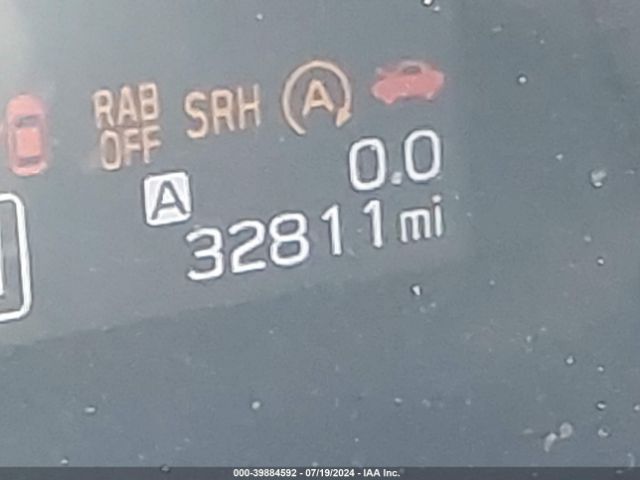 RAB OFF SRH A
A 0.0
32811 mi
000-39884592 - 07/19/2024 - IAA Inc.